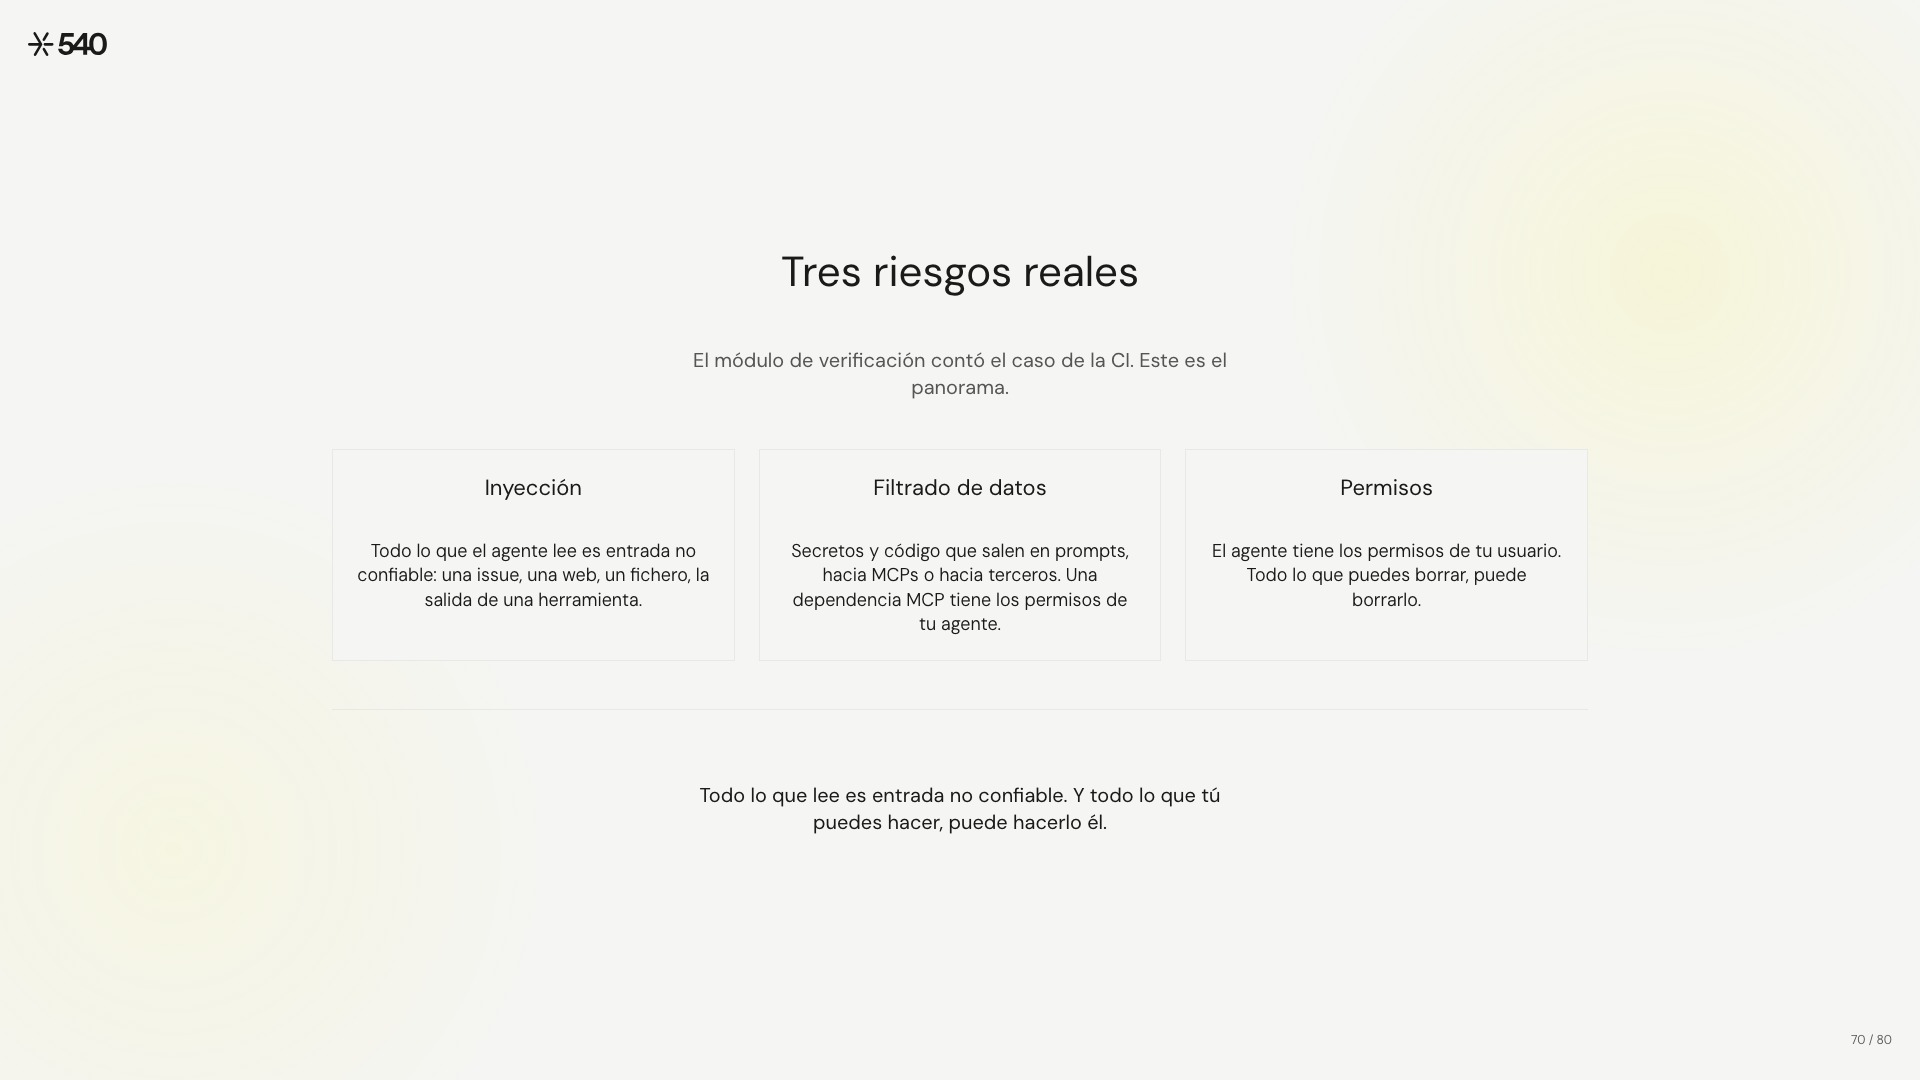 540
Tres riesgos reales
El módulo de verificación contó el caso de la CI. Este es el
panorama.
Inyección
Todo lo que el agente lee es entrada no
confiable: una issue, una web, un fichero, la
salida de una herramienta.
Filtrado de datos
Secretos y código que salen en prompts,
hacia MCPs o hacia terceros. Una
dependencia MCP tiene los permisos de
tu agente.
Permisos
El agente tiene los permisos de tu usuario.
Todo lo que puedes borrar, puede
borrarlo.
Todo lo que lee es entrada no confiable. Y todo lo que tú
puedes hacer, puede hacerlo él.
70 / 80